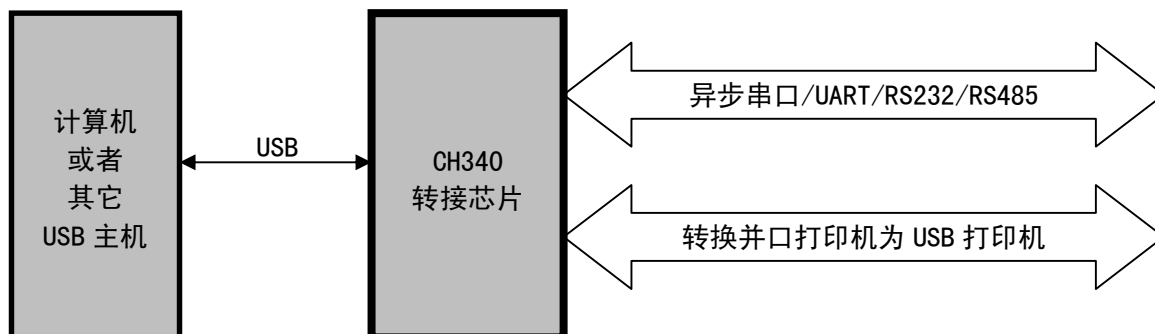 计算机
或者
其它
USB 主机
USB
CH340
转接芯片
异步串口/UART/RS232/RS485
转换并口打印机为 USB 打印机